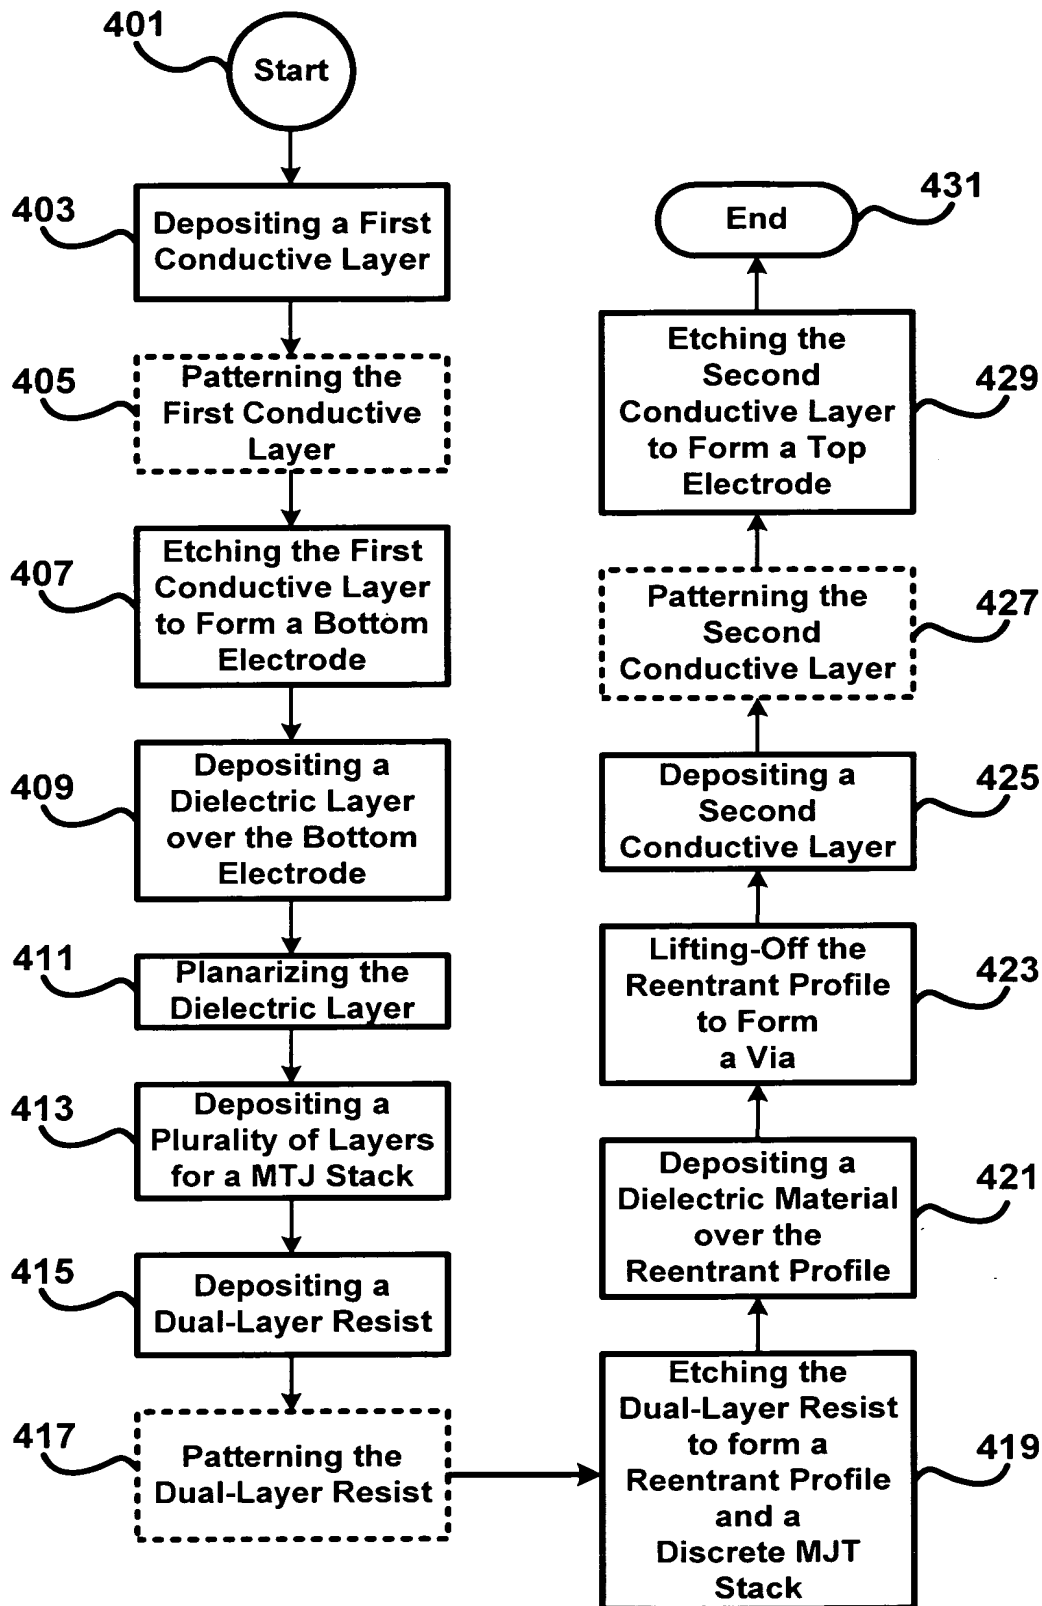 401
Start
403
Depositing a First
Conductive Layer
405
Patterning the
First Conductive
Layer
407
Etching the First
Conductive Layer
to Form a Bottom
Electrode
409
Depositing a
Dielectric Layer
over the Bottom
Electrode
411
Planarizing the
Dielectric Layer
413
Depositing a
Plurality of Layers
for a MTJ Stack
415
Depositing a
Dual-Layer Resist
417
Patterning the
Dual-Layer Resist
Etching the
Dual-Layer Resist
to form a
Reentrant Profile
and a
Discrete MJT
Stack
419
Depositing a
Dielectric Material
over the
Reentrant Profile
421
Lifting-Off the
Reentrant Profile
to Form
a Via
423
Depositing a
Second
Conductive Layer
425
Patterning the
Second
Conductive Layer
427
Etching the
Second
Conductive Layer
to Form a Top
Electrode
429
End
431